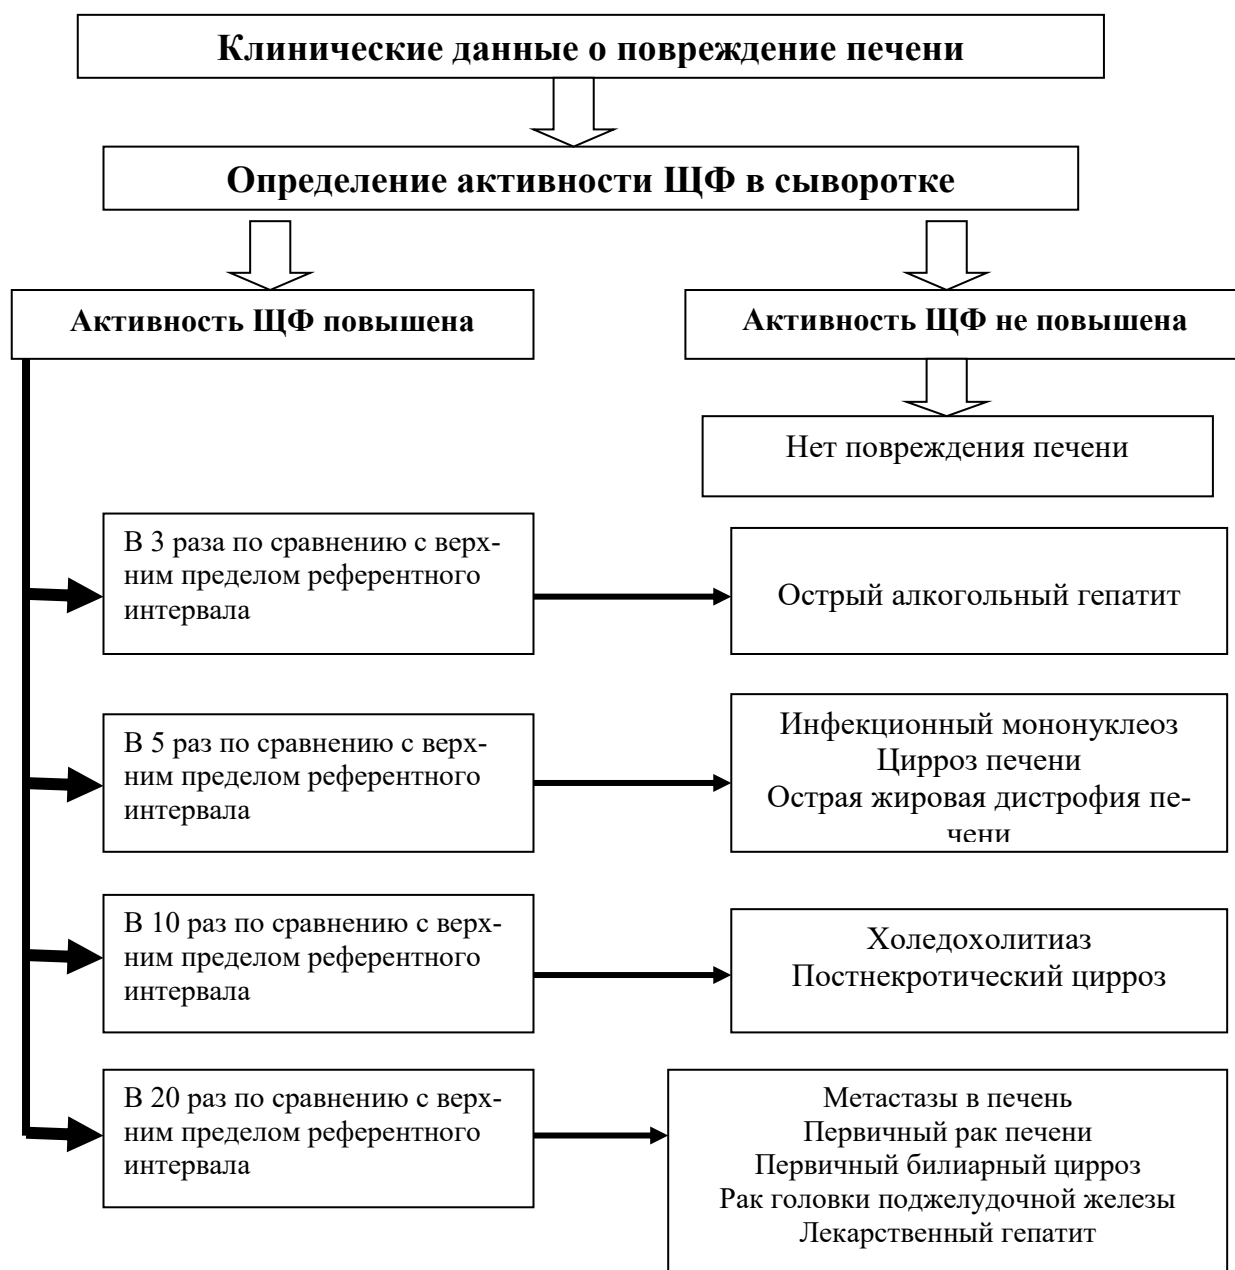 Клинические данные о повреждение печени
Определение активности ЩФ в сыворотке
Активность ЩФ повышена
Активность ЩФ не повышена
Нет повреждения печени
В 3 раза по сравнению с верх-
ним пределом референтного
интервала
Острый алкогольный гепатит
В 5 раз по сравнению с верх-
ним пределом референтного
интервала
Инфекционный мононуклеоз
Цирроз печени
Острая жировая дистрофия пе-
чени
В 10 раз по сравнению с верх-
ним пределом референтного
интервала
Холедохолитиаз
Постнекротический цирроз
В 20 раз по сравнению с верх-
ним пределом референтного
интервала
Метастазы в печень
Первичный рак печени
Первичный билиарный цирроз
Рак головки поджелудочной железы
Лекарственный гепатит